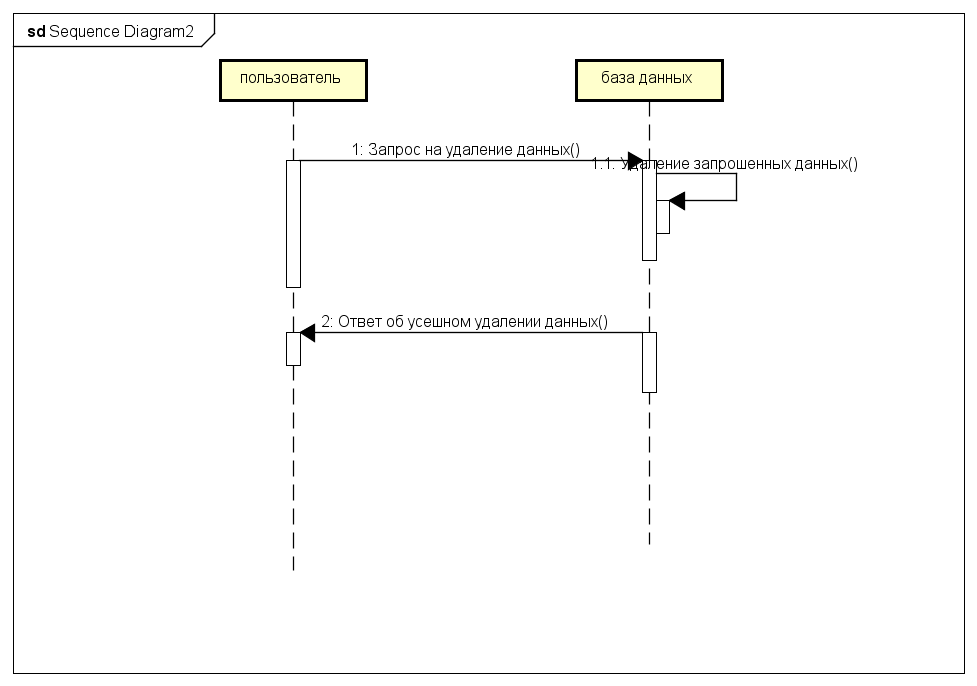 sd Sequence Diagram2
пользователь
база данных
1: Запрос на удаление данных()
1.1: Удаление запрошенных данных()
2: Ответ об усешном удалении данных()